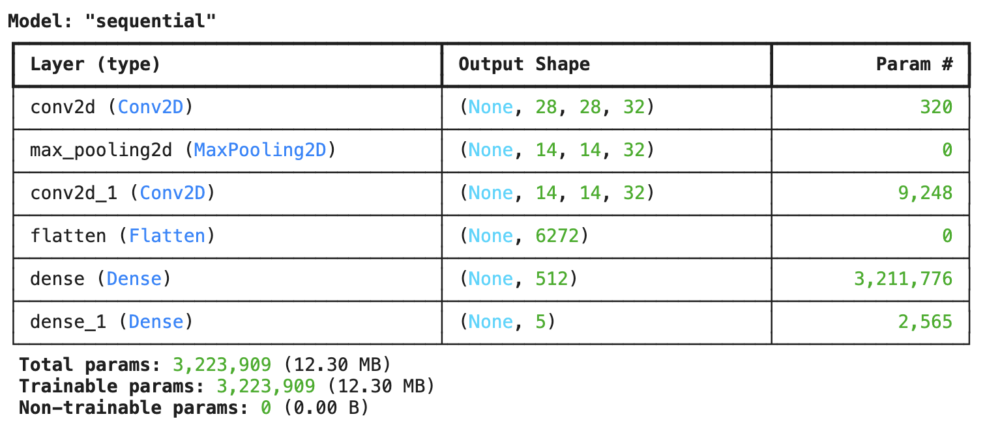 Model: "sequential"
Layer (type) Output Shape Param #
conv2d (Conv2D) (None, 28, 28, 32) 320
max_pooling2d (MaxPooling2D) (None, 14, 14, 32) 0
conv2d_1 (Conv2D) (None, 14, 14, 32) 9,248
flatten (Flatten) (None, 6272) 0
dense (Dense) (None, 512) 3,211,776
dense_1 (Dense) (None, 5) 2,565
Total params: 3,223,909 (12.30 MB)
Trainable params: 3,223,909 (12.30 MB)
Non-trainable params: 0 (0.00 B)